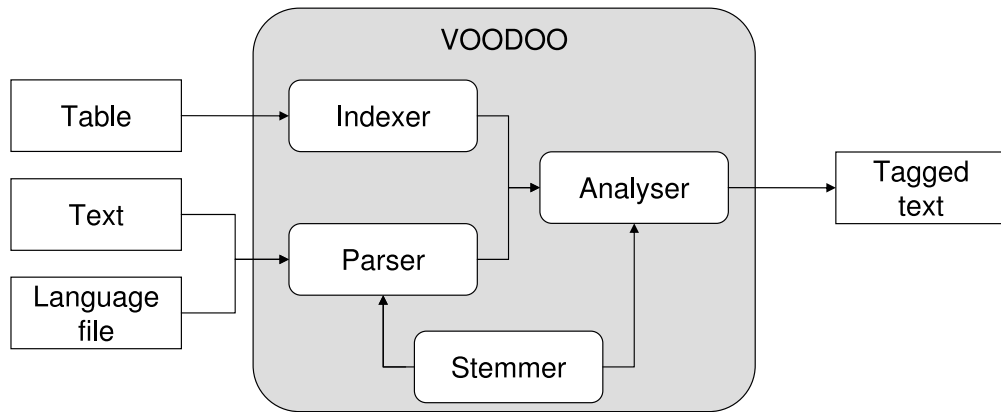 VOODOO
Table
Indexer
Text
Analyser
Tagged
text
Parser
Language
file
Stemmer